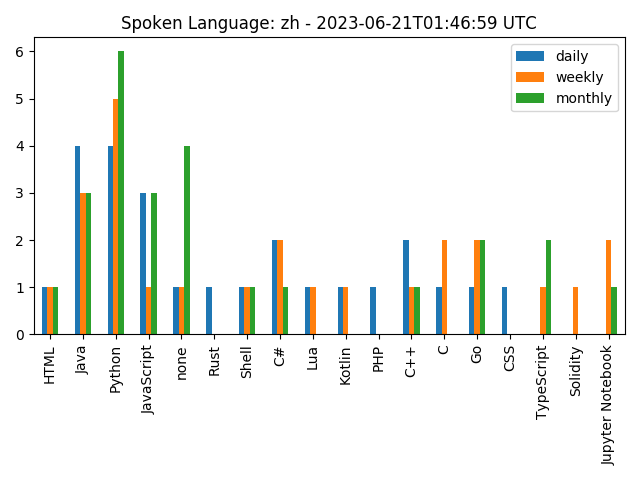 Spoken Language: zh - 2023-06-21T01:46:59 UTC
daily
weekly
monthly
6
5
4
3
2
1
0
HTML
Java
Python
JavaScript
none
Rust
Shell
C#
Lua
Kotlin
PHP
C++
C
Go
CSS
TypeScript
Solidity
Jupyter Notebook